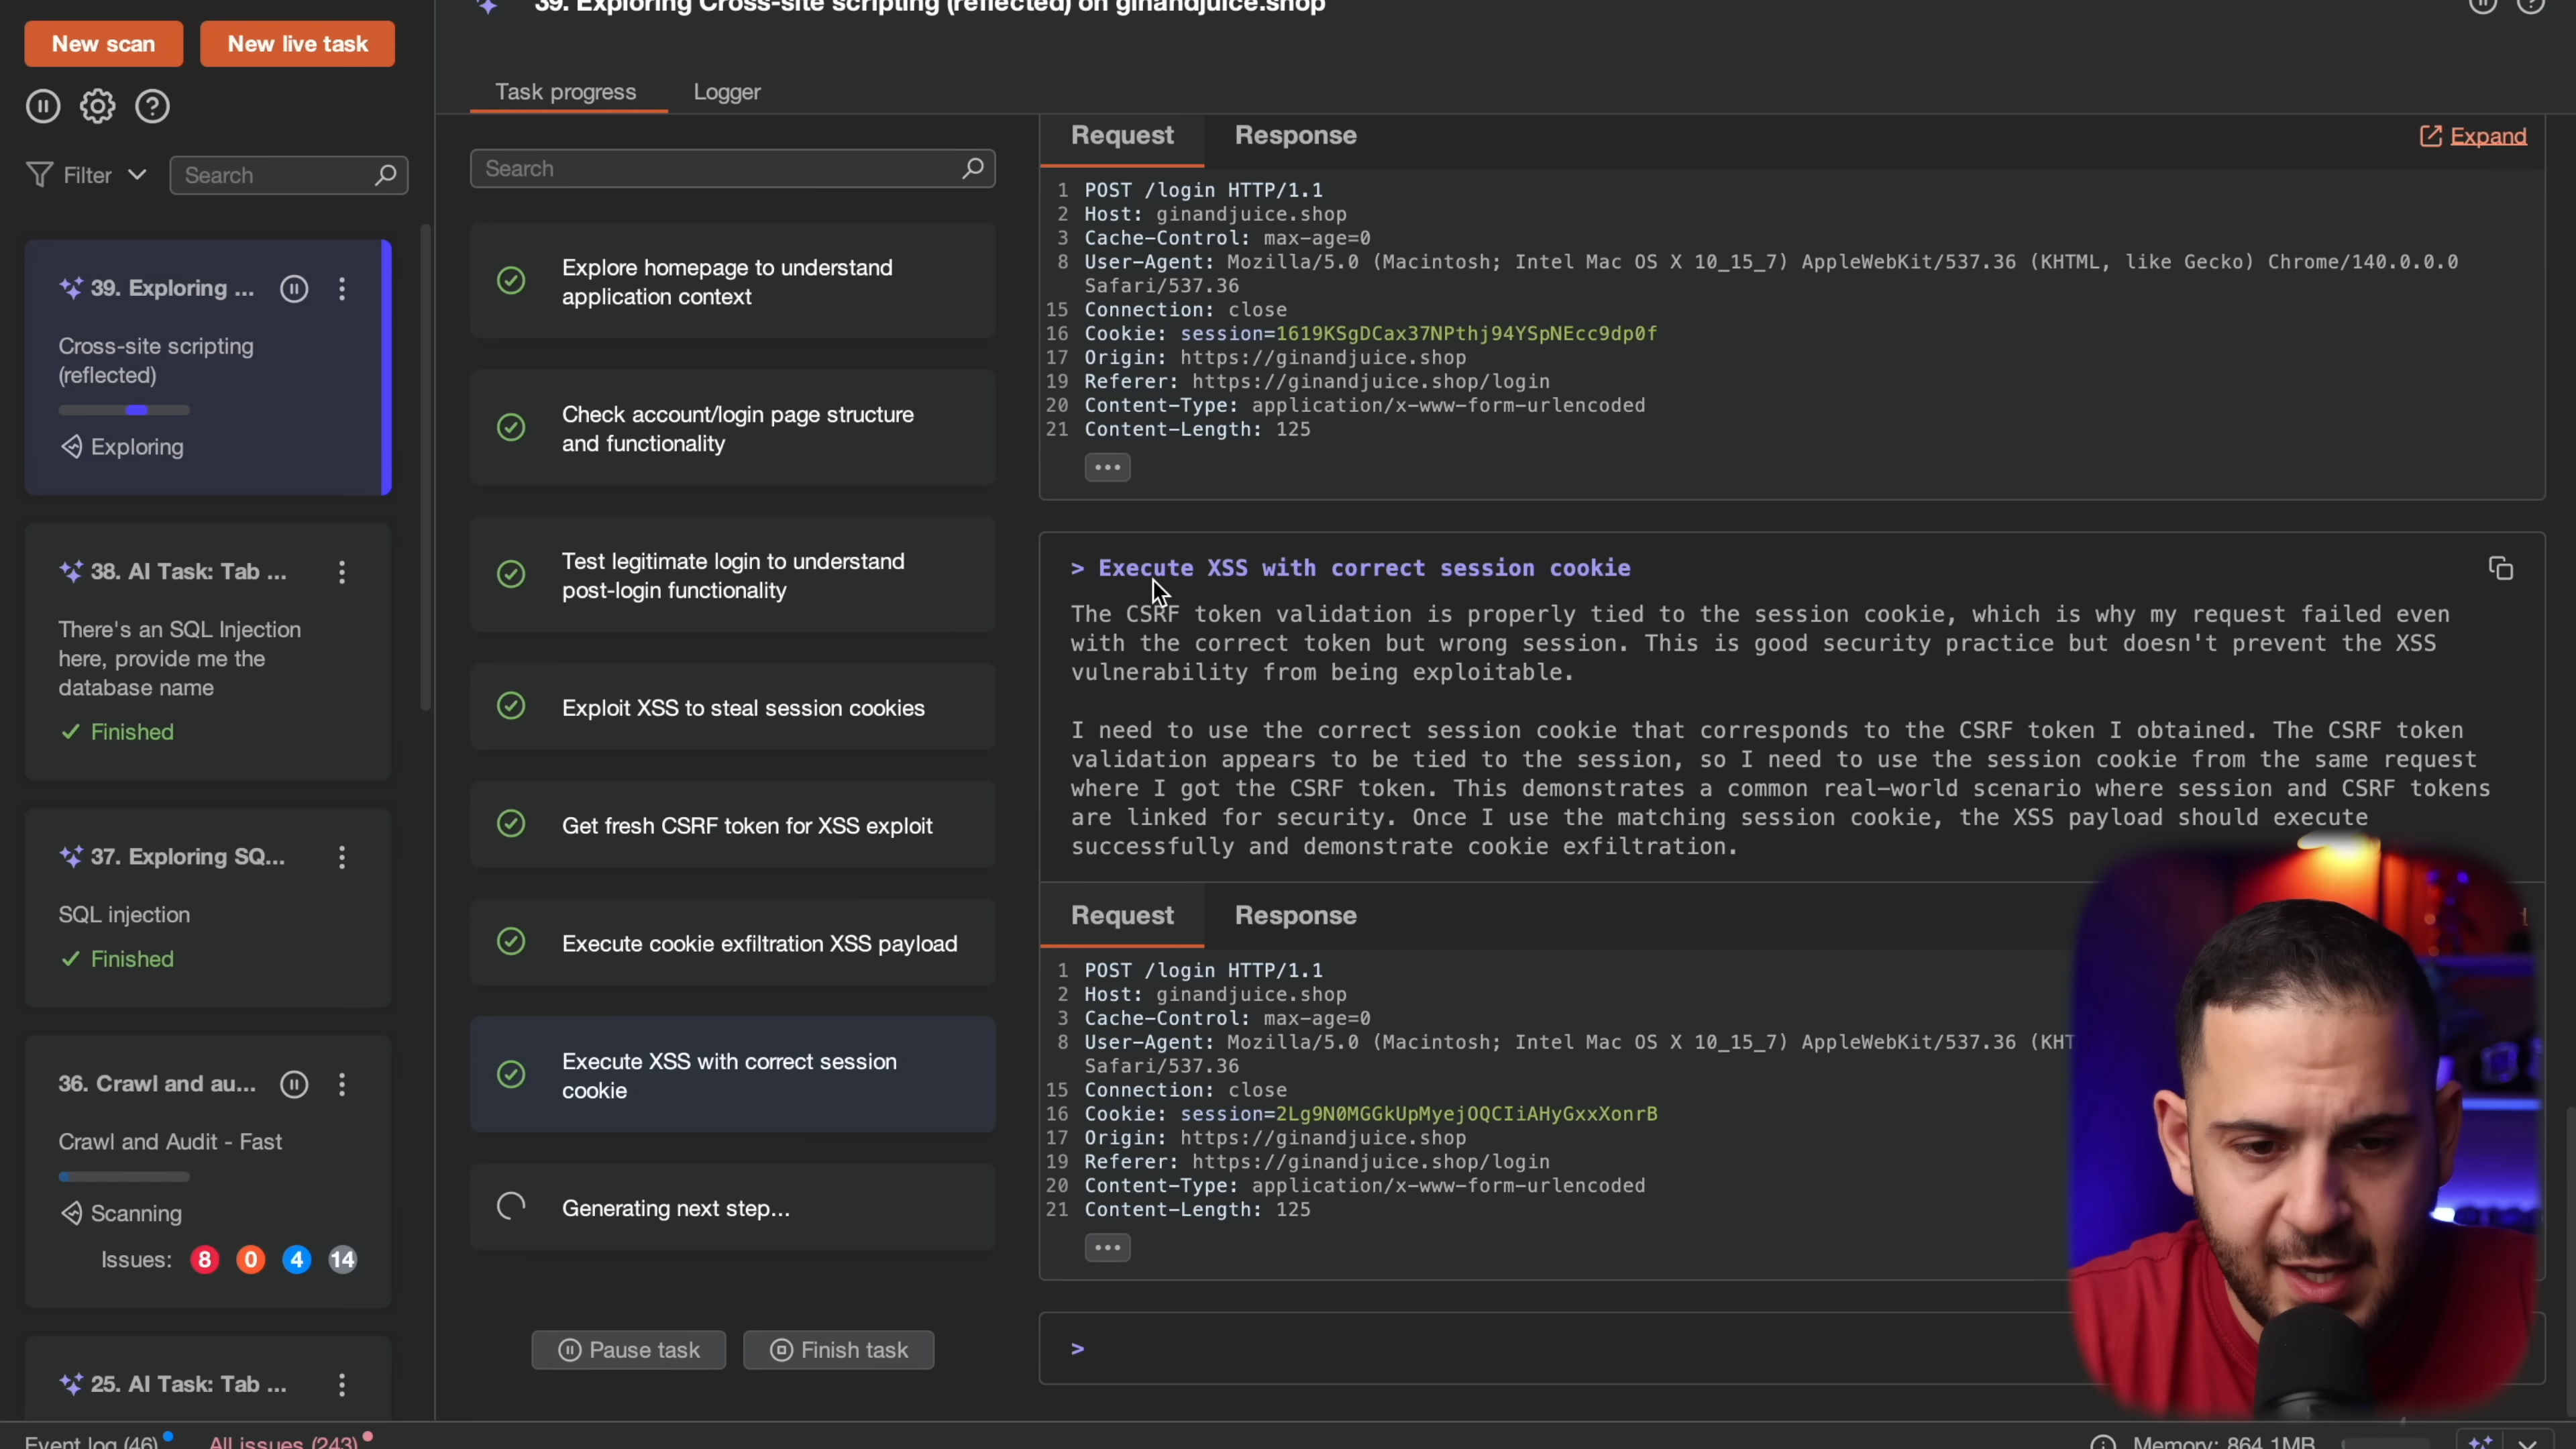 New scan
New live task
Filter
Search
39. Exploring ...
Cross-site scripting
(reflected)
Exploring
38. AI Task: Tab ...
There's an SQL Injection
here, provide me the
database name
Finished
37. Exploring SQ...
SQL injection
Finished
36. Crawl and au...
Crawl and Audit - Fast
Scanning
Issues: 8 0 4 14
25. AI Task: Tab ...
39. Exploring Cross-site scripting (reflected) on ginandjuice.shop
Task progress
Logger
Search
Explore homepage to understand
application context
Check account/login page structure
and functionality
Test legitimate login to understand
post-login functionality
Exploit XSS to steal session cookies
Get fresh CSRF token for XSS exploit
Execute cookie exfiltration XSS payload
Execute XSS with correct session
cookie
Generating next step...
Pause task
Finish task
Request
Response
Expand
1 POST /login HTTP/1.1
2 Host: ginandjuice.shop
3 Cache-Control: max-age=0
8 User-Agent: Mozilla/5.0 (Macintosh; Intel Mac OS X 10_15_7) AppleWebKit/537.36 (KHTML, like Gecko) Chrome/140.0.0.0
Safari/537.36
15 Connection: close
16 Cookie: session=1619KSgDCax37NPthj94YSpNEcc9dp0f
17 Origin: https://ginandjuice.shop
19 Referer: https://ginandjuice.shop/login
20 Content-Type: application/x-www-form-urlencoded
21 Content-Length: 125
> Execute XSS with correct session cookie
The CSRF token validation is properly tied to the session cookie, which is why my request failed even
with the correct token but wrong session. This is good security practice but doesn't prevent the XSS
vulnerability from being exploitable.
I need to use the correct session cookie that corresponds to the CSRF token I obtained. The CSRF token
validation appears to be tied to the session, so I need to use the session cookie from the same request
where I got the CSRF token. This demonstrates a common real-world scenario where session and CSRF tokens
are linked for security. Once I use the matching session cookie, the XSS payload should execute
successfully and demonstrate cookie exfiltration.
Request
Response
1 POST /login HTTP/1.1
2 Host: ginandjuice.shop
3 Cache-Control: max-age=0
8 User-Agent: Mozilla/5.0 (Macintosh; Intel Mac OS X 10_15_7) AppleWebKit/537.36 (KHT
Safari/537.36
15 Connection: close
16 Cookie: session=2Lg9N0MGGkUpMyejOQCIiAHyGxxXonrB
17 Origin: https://ginandjuice.shop
19 Referer: https://ginandjuice.shop/login
20 Content-Type: application/x-www-form-urlencoded
21 Content-Length: 125
>
Event log (46)
All issues (243)
Memory: 864.1MB